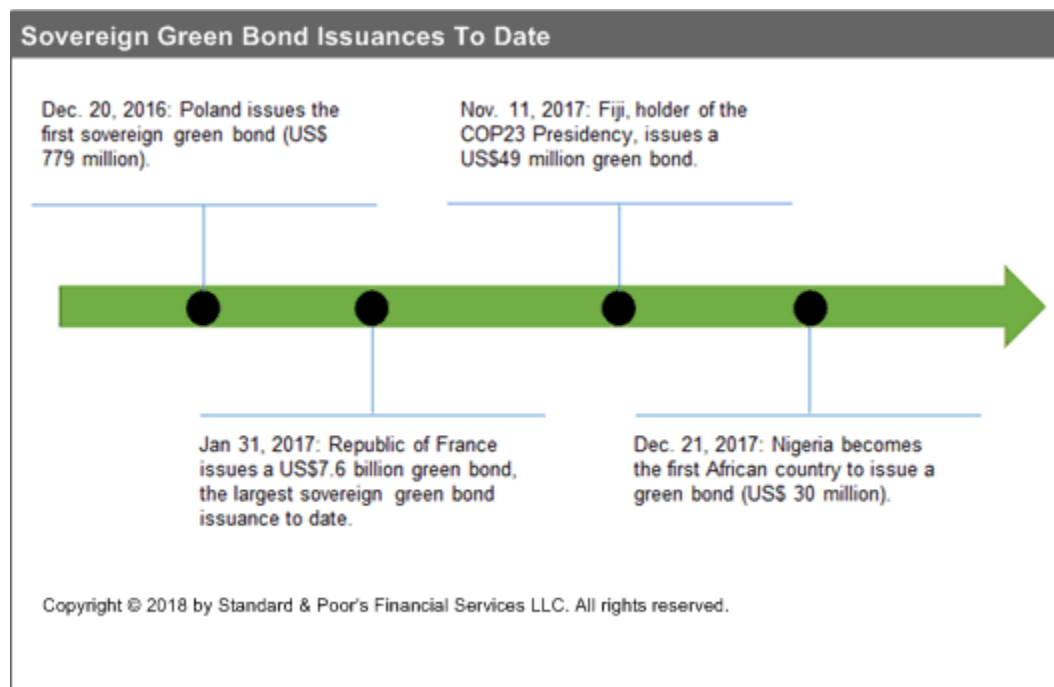 Sovereign Green Bond Issuances To Date
Dec. 20, 2016: Poland issues the
first sovereign green bond (US$
779 million).
Nov. 11, 2017: Fiji, holder of the
COP23 Presidency, issues a
US$49 million green bond.
Jan 31, 2017: Republic of France
issues a US$7.6 billion green bond,
the largest sovereign green bond
issuance to date.
Dec. 21, 2017: Nigeria becomes
the first African country to issue a
green bond (US$ 30 million).
Copyright © 2018 by Standard & Poor's Financial Services LLC. All rights reserved.